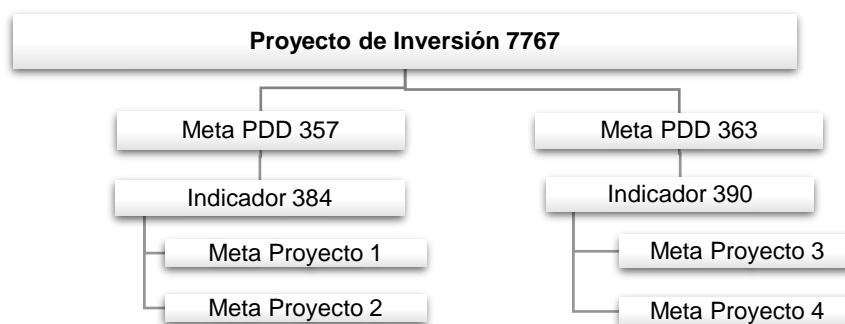 Proyecto de Inversión 7767
Meta PDD 357
Meta PDD 363
Indicador 384
Indicador 390
Meta Proyecto 1
Meta Proyecto 3
Meta Proyecto 2
Meta Proyecto 4